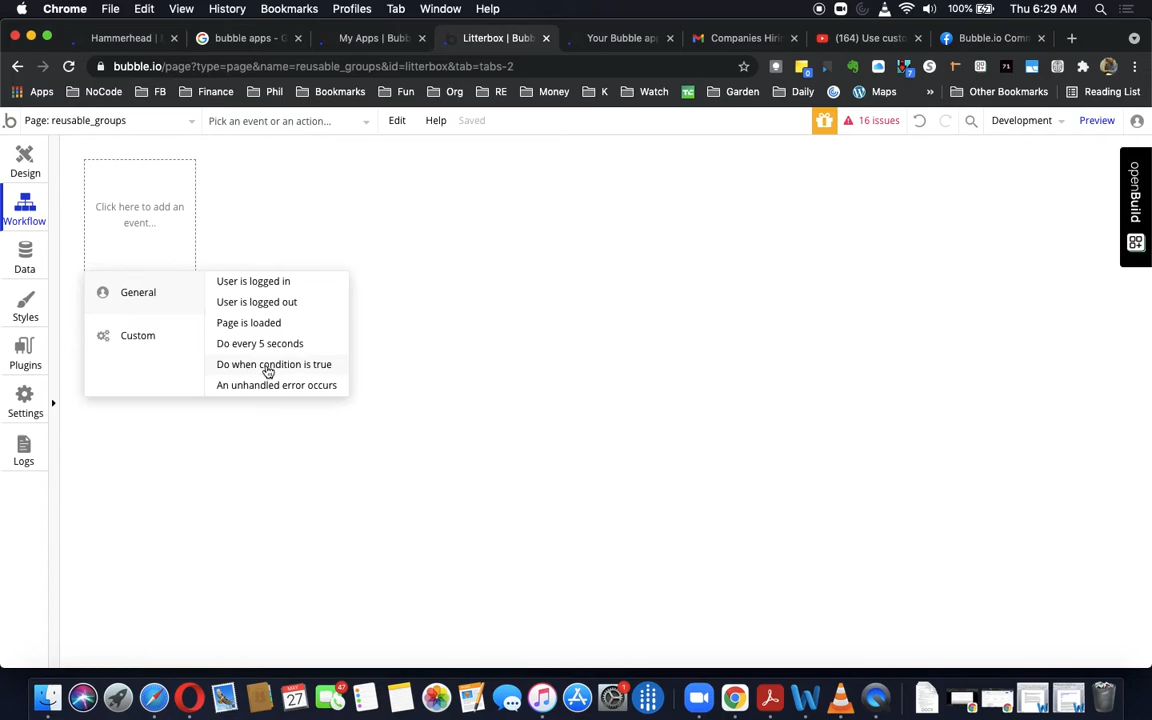 Chrome File Edit View History Bookmarks Profiles Tab Window Help 100% Thu 6:29 AM
Hammerhead | bubble apps - G My Apps | Bubb Litterbox | Bubb Your Bubble ap Companies Hiri (164) Use custo Bubble.io Com
bubble.io/page?type=page&name=reusable_groups&id=litterbox&tab=tabs-2
Apps NoCode FB Finance Phil Bookmarks Fun Org RE Money K Watch TC Garden Daily Maps » Other Bookmarks Reading List
Page: reusable_groups Pick an event or an action... Edit Help Saved 16 issues Development Preview
Design
Workflow
Data
Styles
Plugins
Settings
Logs
Click here to add an
event...
General
Custom
User is logged in
User is logged out
Page is loaded
Do every 5 seconds
Do when condition is true
An unhandled error occurs
openBuild